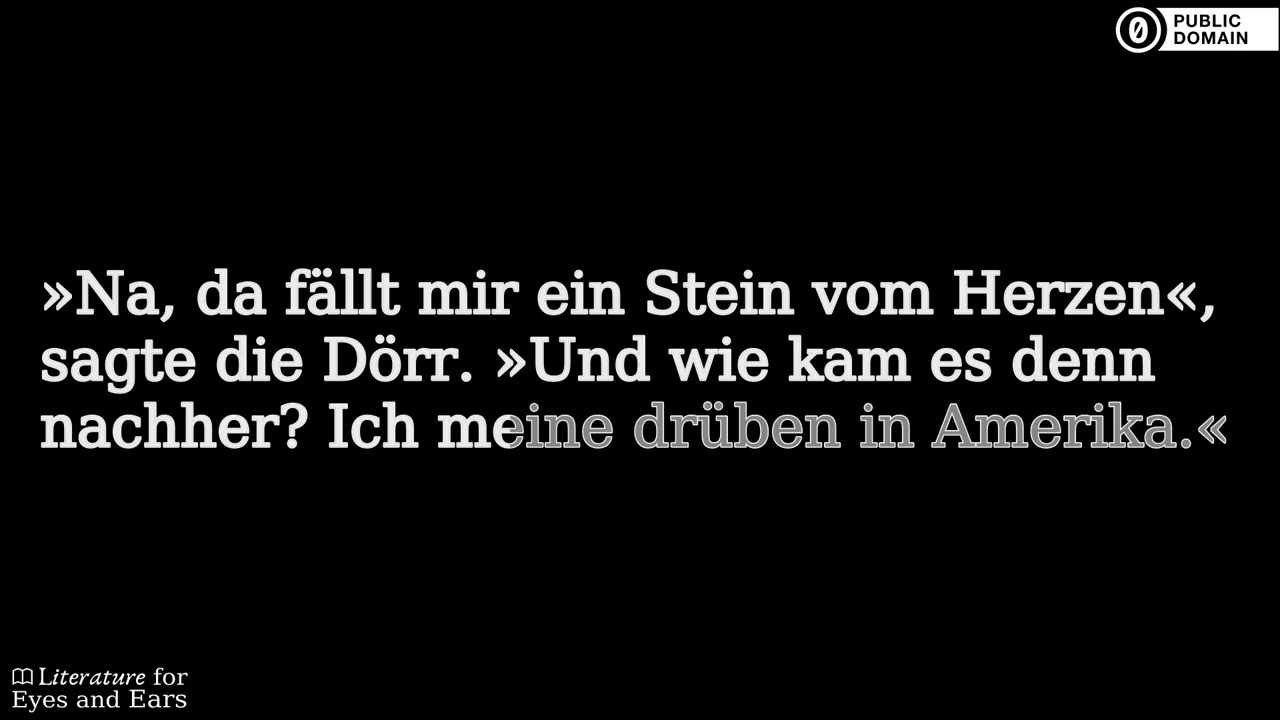 PUBLIC
DOMAIN
»Na, da fällt mir ein Stein vom Herzen«,
sagte die Dörr. »Und wie kam es denn
nachher? Ich meine drüben in Amerika.«
Literature for
Eyes and Ears